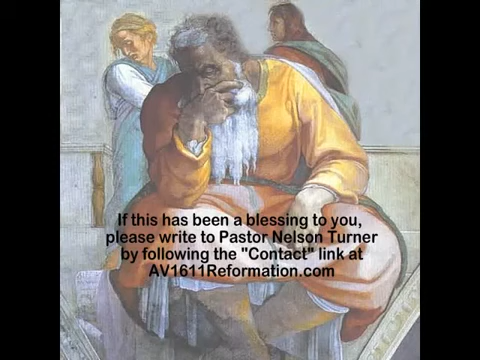 If this has been a blessing to you,
please write to Pastor Nelson Turner
by following the "Contact" link at
AV1611Reformation.com